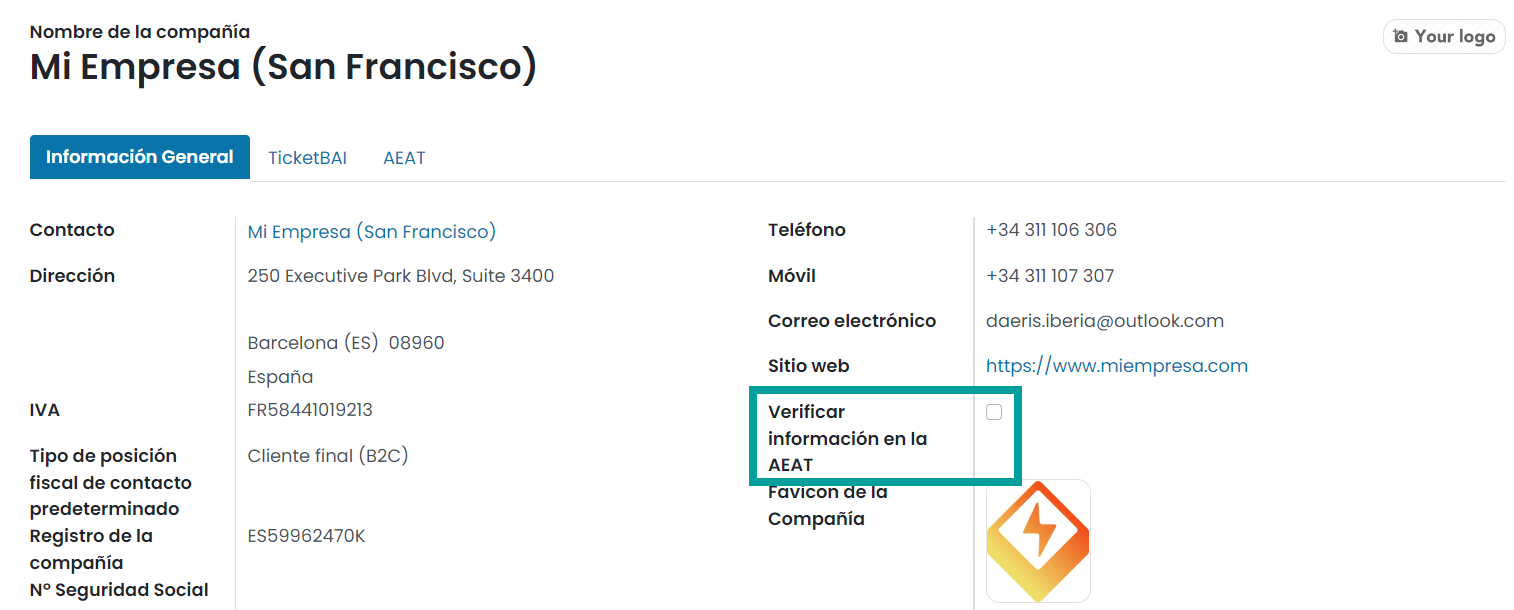 Nombre de la compañía
Mi Empresa (San Francisco)
Your logo
Información General
TicketBAI
AEAT
Contacto
Mi Empresa (San Francisco)
Dirección
250 Executive Park Blvd, Suite 3400
Barcelona (ES)  08960
España
IVA
FR58441019213
Tipo de posición
fiscal de contacto
predeterminado
Cliente final (B2C)
Registro de la
compañía
ES59962470K
Nº Seguridad Social
Teléfono
+34 311 106 306
Móvil
+34 311 107 307
Correo electrónico
daeris.iberia@outlook.com
Sitio web
https://www.miempresa.com
Verificar
información en la
AEAT
Favicon de la
Compañía